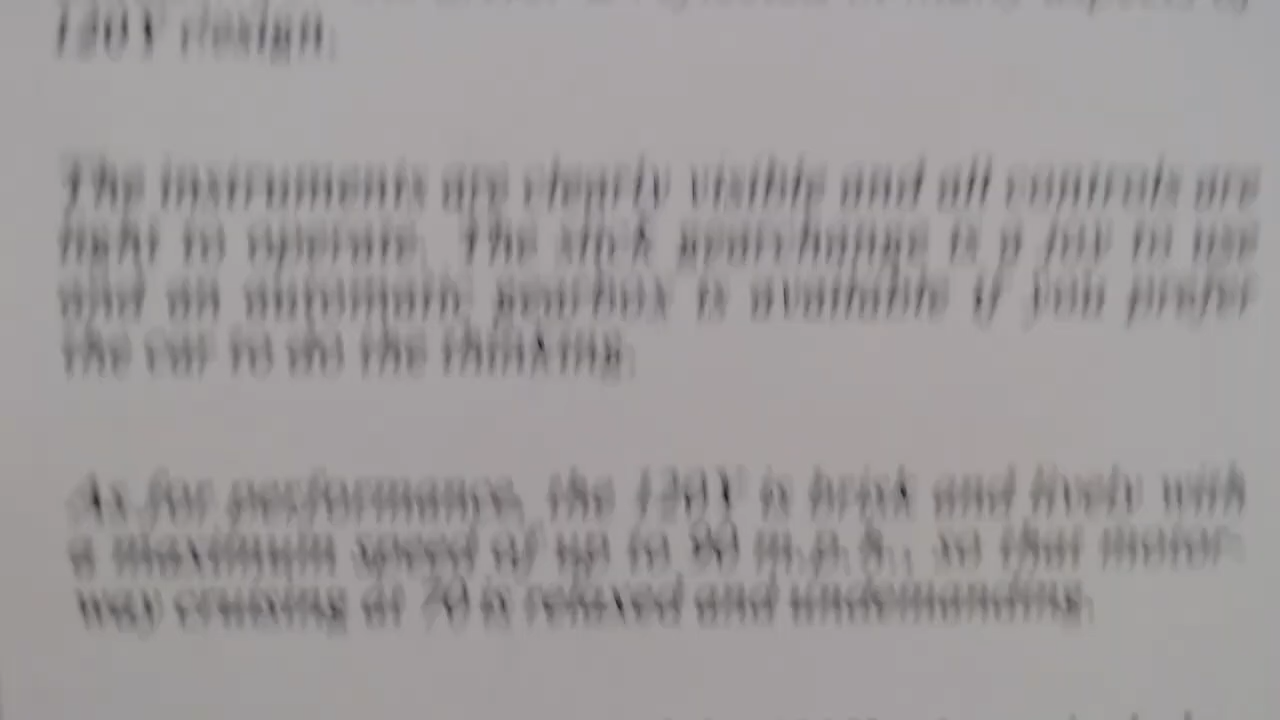 120Y design.
The instruments are clearly visible and all controls are
light to operate. The slick gearchange is a joy to use
and an automatic gearbox is available if you prefer
the car to do the thinking.
As for performance, the 120Y is brisk and lively with
a maximum speed of up to 90 m.p.h., so that motor-
way cruising at 70 is relaxed and undemanding.